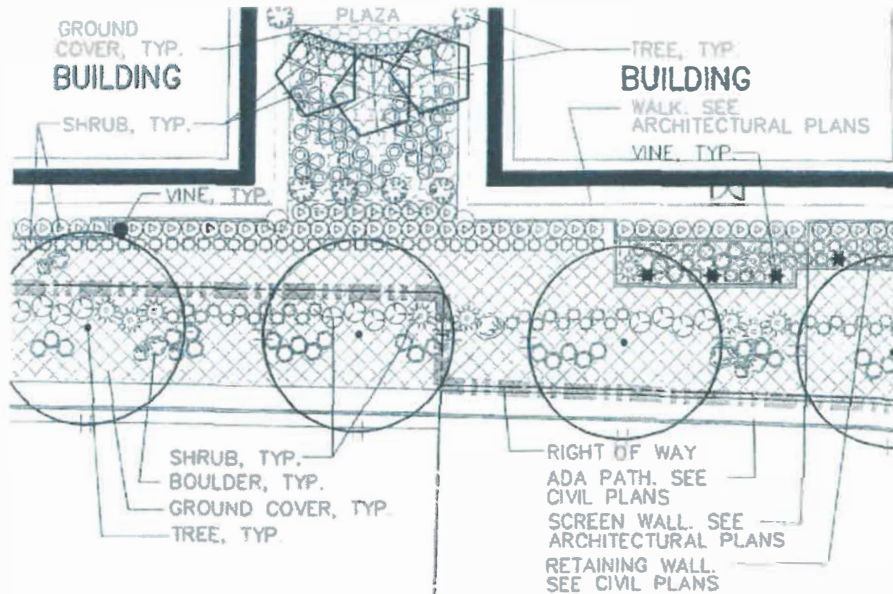 PLAZA
GROUND
COVER, TYP.
BUILDING
SHRUB, TYP.
VINE, TYP.
TREE, TYP.
BUILDING
WALK. SEE
ARCHITECTURAL PLANS
VINE, TYP.
SHRUB, TYP.
BOULDER, TYP.
GROUND COVER, TYP.
TREE, TYP.
RIGHT OF WAY
ADA PATH. SEE
CIVIL PLANS
SCREEN WALL. SEE
ARCHITECTURAL PLANS
RETAINING WALL.
SEE CIVIL PLANS